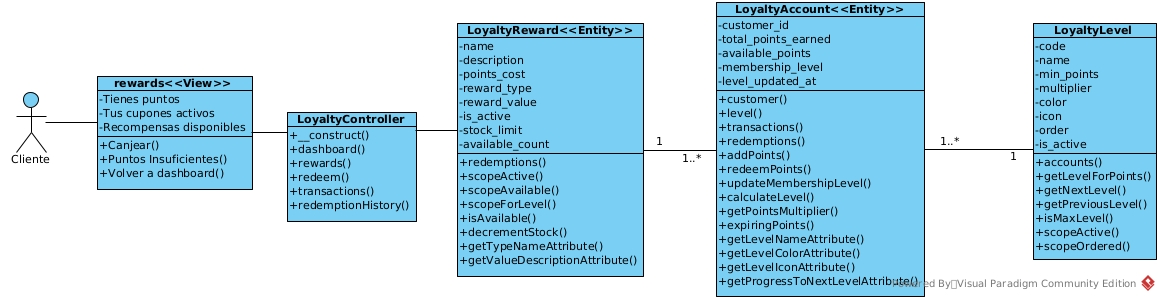 Cliente
rewards<<View>>
-Tienes puntos
-Tus cupones activos
-Recompensas disponibles
+Canjear()
+Puntos Insuficientes()
+Volver a dashboard()
LoyaltyController
+__construct()
+dashboard()
+rewards()
+redeem()
+transactions()
+redemptionHistory()
LoyaltyReward<<Entity>>
-name
-description
-points_cost
-reward_type
-reward_value
-is_active
-stock_limit
-available_count
+redemptions()
+scopeActive()
+scopeAvailable()
+scopeForLevel()
+isAvailable()
+decrementStock()
+getTypeNameAttribute()
+getValueDescriptionAttribute()
1
1..*
LoyaltyAccount<<Entity>>
-customer_id
-total_points_earned
-available_points
-membership_level
-level_updated_at
+customer()
+level()
+transactions()
+redemptions()
+addPoints()
+redeemPoints()
+updateMembershipLevel()
+calculateLevel()
+getPointsMultiplier()
+expiringPoints()
+getLevelNameAttribute()
+getLevelColorAttribute()
+getLevelIconAttribute()
+getProgressToNextLevelAttribute()
1..*
1
LoyaltyLevel
-code
-name
-min_points
-multiplier
-color
-icon
-order
-is_active
+accounts()
+getLevelForPoints()
+getNextLevel()
+getPreviousLevel()
+isMaxLevel()
+scopeActive()
+scopeOrdered()
Powered By Visual Paradigm Community Edition